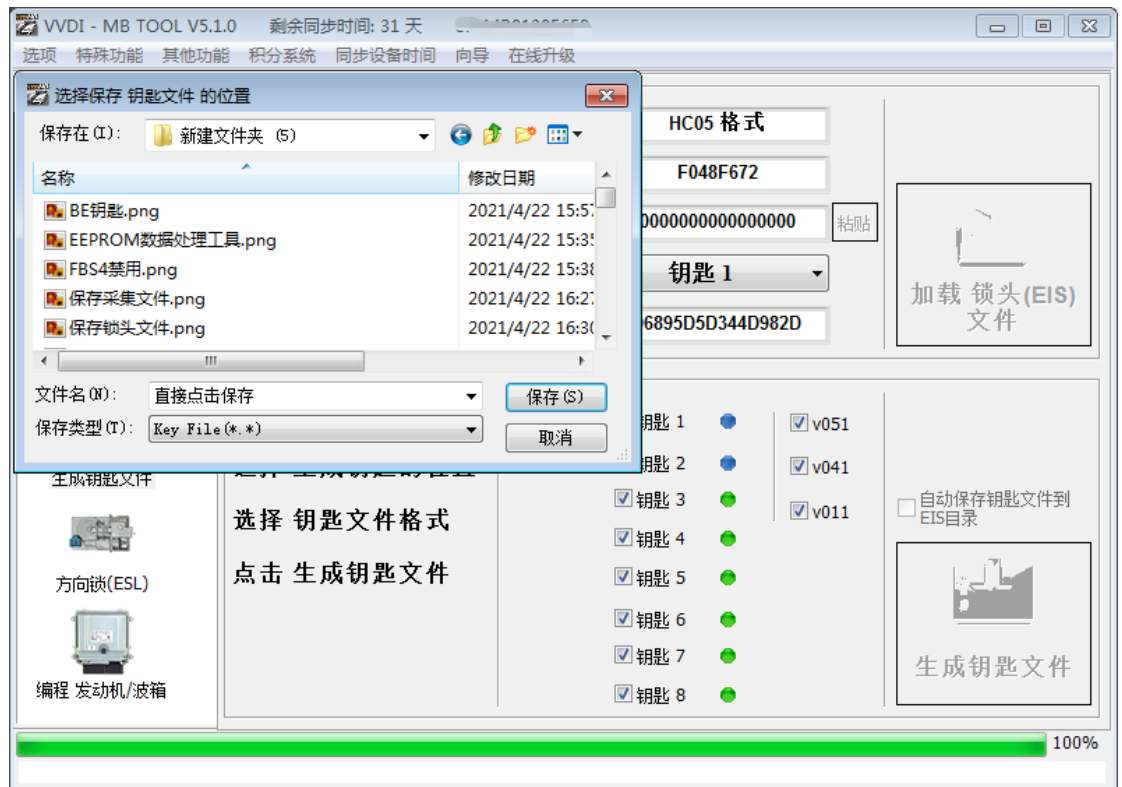 VVDI - MB TOOL V5.1.0 剩余同步时间: 31 天
选项 特殊功能 其他功能 积分系统 同步设备时间 向导 在线升级
选择保存 钥匙文件 的位置
保存在(I): 新建文件夹 (5)
名称 修改日期
BE钥匙.png 2021/4/22 15:57
EEPROM数据处理工具.png 2021/4/22 15:35
FBS4禁用.png 2021/4/22 15:38
保存采集文件.png 2021/4/22 16:27
保存锁头文件.png 2021/4/22 16:30
文件名(N): 直接点击保存 保存(S)
保存类型(T): Key File(*.*) 取消
HC05 格式
F048F672
0000000000000000 粘贴
钥匙 1
6895D5D344D982D
加载 锁头(EIS)
文件
生成钥匙文件
方向锁(ESL)
编程 发动机/波箱
选择 钥匙文件格式
点击 生成钥匙文件
钥匙 1 v051
钥匙 2 v041
钥匙 3 v011
钥匙 4
钥匙 5
钥匙 6
钥匙 7
钥匙 8
自动保存钥匙文件到
EIS目录
生成钥匙文件
100%